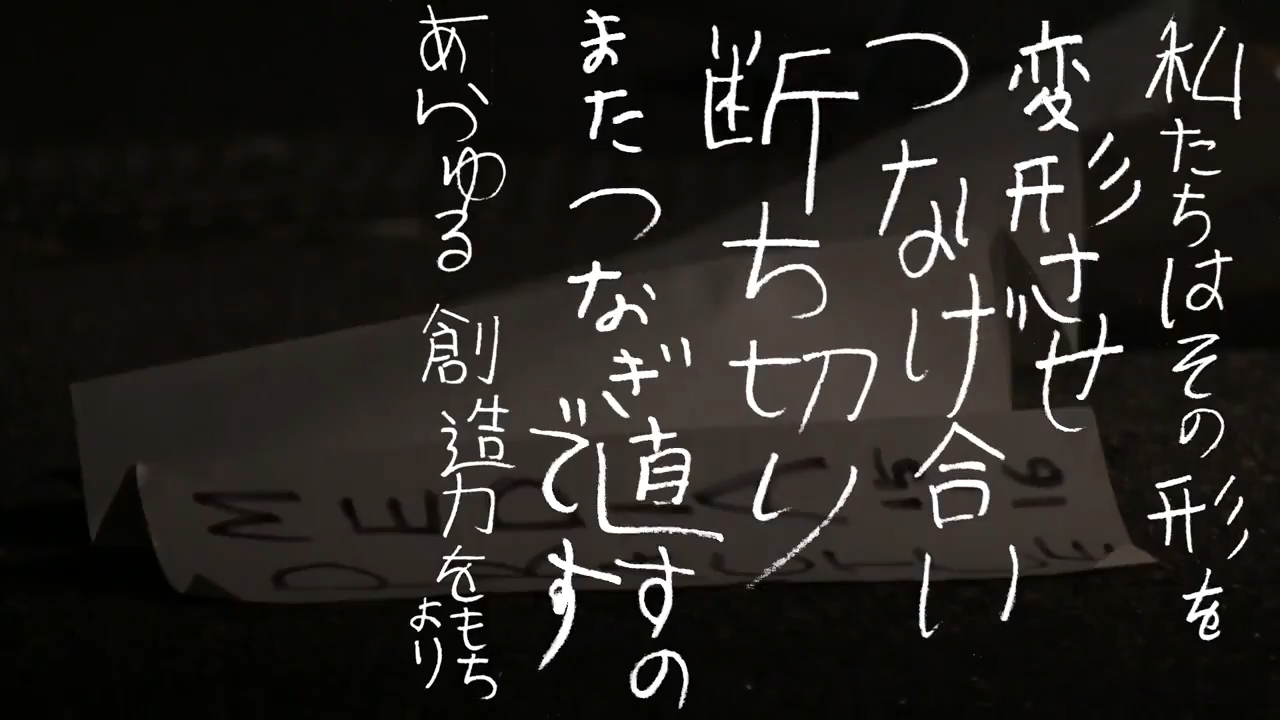 私たちはその形を
変形させ
つなげ合い
断ち切り
またつなぎ直すの
です
あらゆる創造力をもち
より